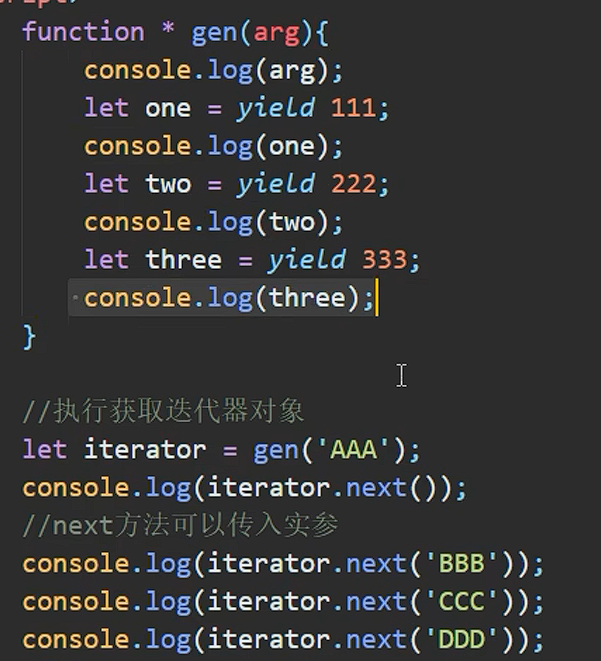 function * gen(arg){
console.log(arg);
let one = yield 111;
console.log(one);
let two = yield 222;
console.log(two);
let three = yield 333;
console.log(three);
}
//执行获取迭代器对象
let iterator = gen('AAA');
console.log(iterator.next());
//next方法可以传入实参
console.log(iterator.next('BBB'));
console.log(iterator.next('CCC'));
console.log(iterator.next('DDD'));